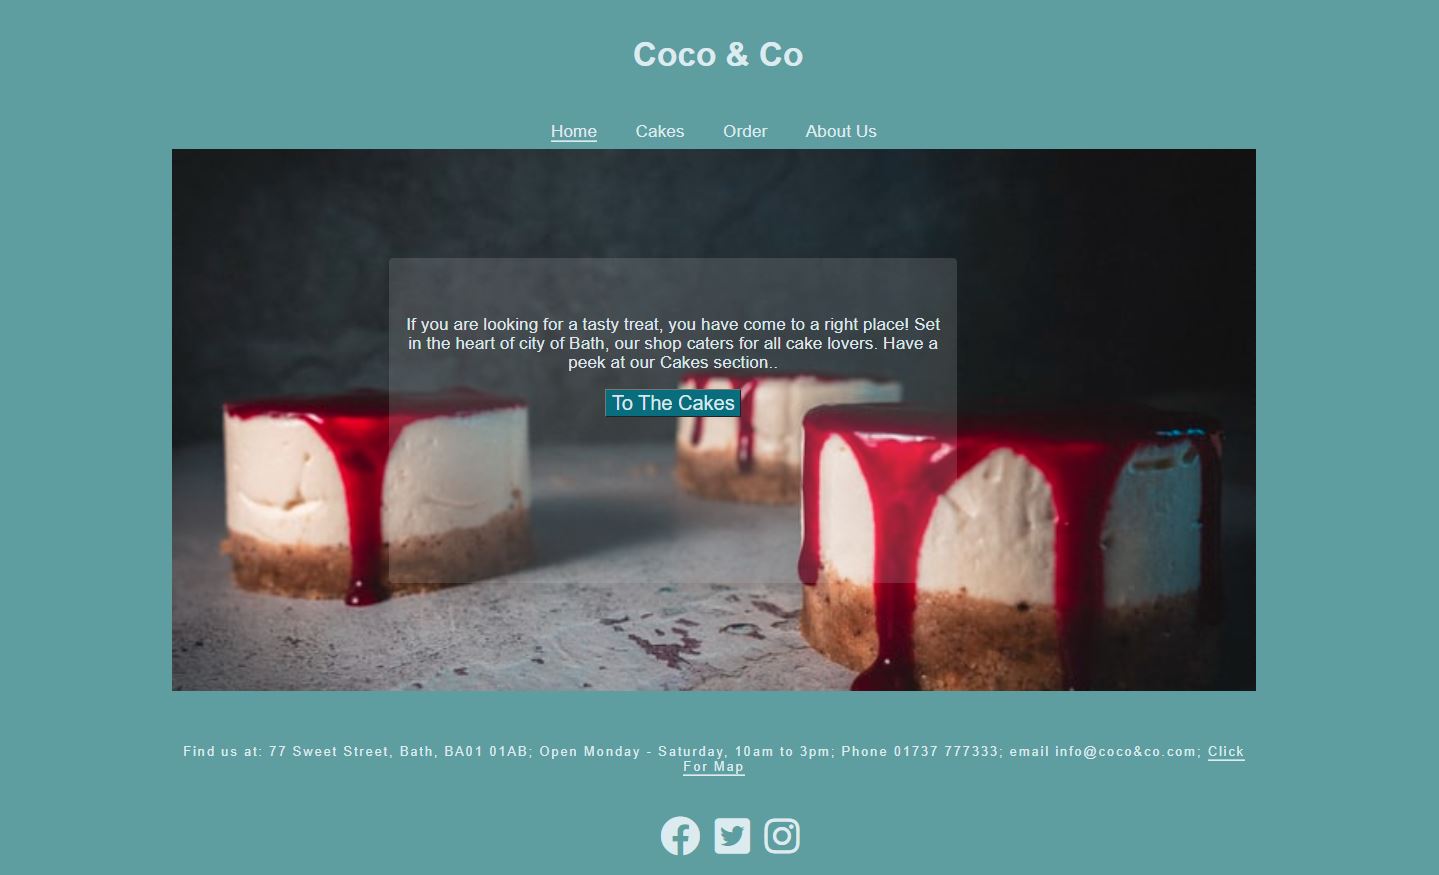 Coco & Co
Home Cakes Order About Us
If you are looking for a tasty treat, you have come to a right place! Set
in the heart of city of Bath, our shop caters for all cake lovers. Have a
peek at our Cakes section..
To The Cakes
Find us at: 77 Sweet Street, Bath, BA01 01AB; Open Monday - Saturday, 10am to 3pm; Phone 01737 777333; email info@coco&co.com; Click
For Map